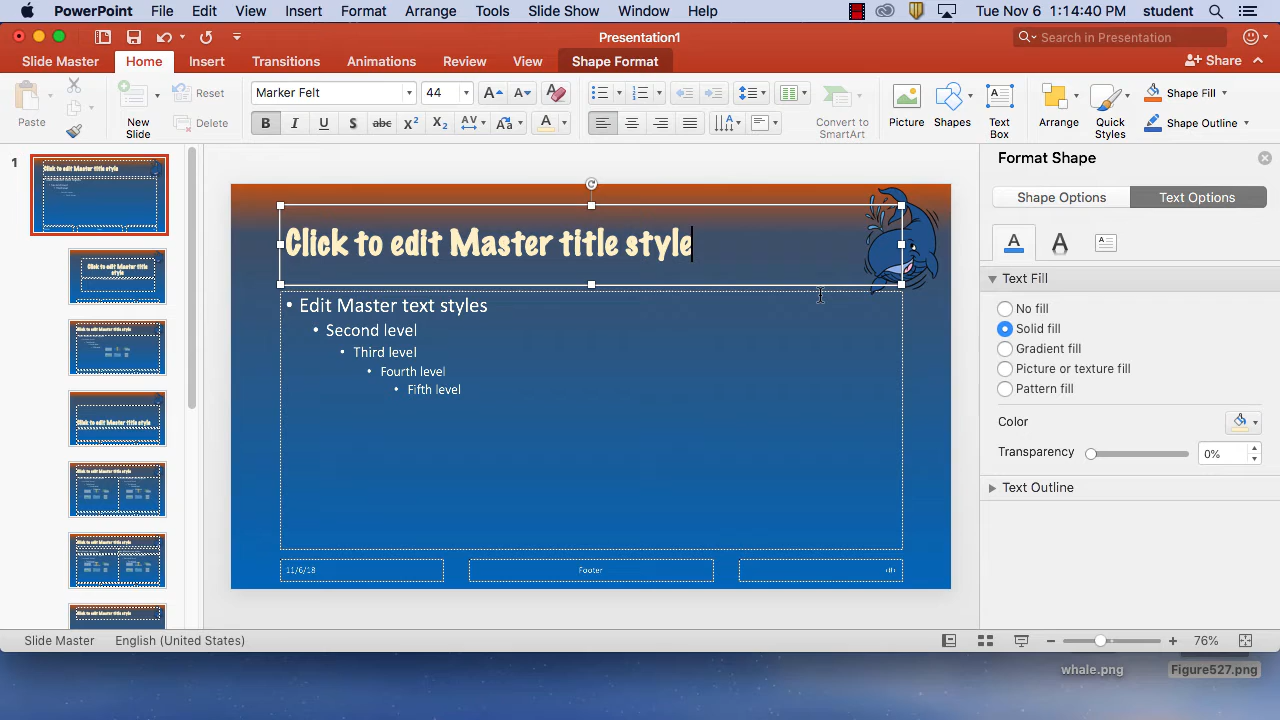 PowerPoint File Edit View Insert Format Arrange Tools Slide Show Window Help Tue Nov 6 1:14:40 PM student
Presentation1
Search in Presentation
Slide Master Home Insert Transitions Animations Review View Shape Format Share
Paste
New Slide
Reset
Delete
Marker Felt 44
B I U S abc X² X₂ AV Aa A
Convert to SmartArt
Picture
Shapes
Text Box
Arrange
Quick Styles
Shape Fill
Shape Outline
1
Click to edit Master title style
• Edit Master text styles
• Second level
• Third level
• Fourth level
• Fifth level
11/6/18 Footer ‹#›
Format Shape
Shape Options Text Options
Text Fill
No fill
Solid fill
Gradient fill
Picture or texture fill
Pattern fill
Color
Transparency 0%
Text Outline
Slide Master English (United States) 76%
whale.png Figure527.png